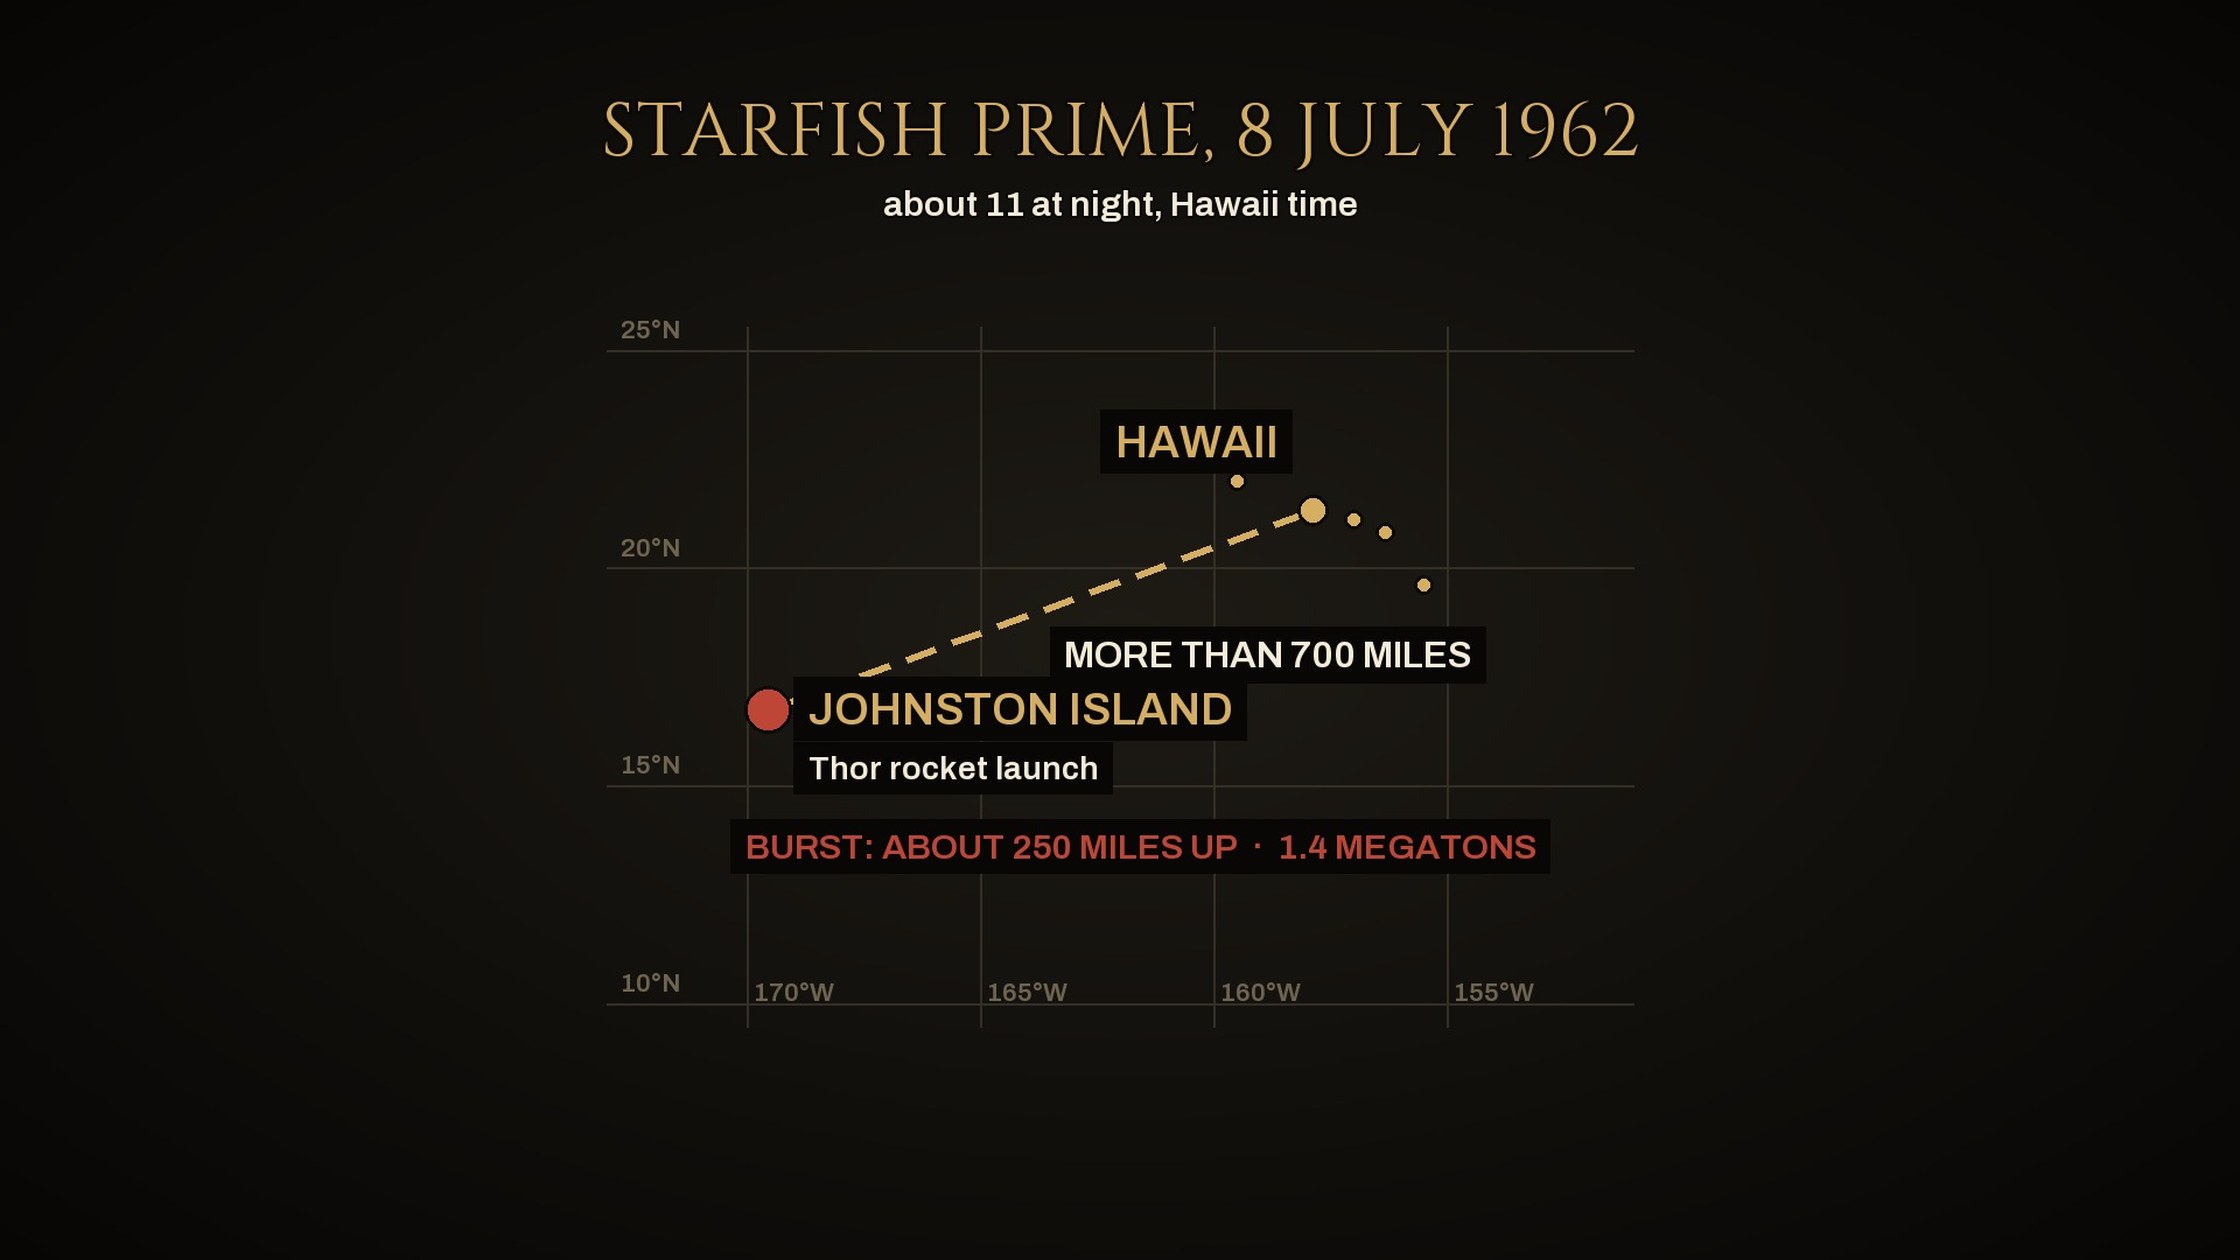 STARFISH PRIME, 8 JULY 1962
about 11 at night, Hawaii time
25°N
HAWAII
20°N
MORE THAN 700 MILES
JOHNSTON ISLAND
15°N
Thor rocket launch
BURST: ABOUT 250 MILES UP · 1.4 MEGATONS
10°N
170°W
165°W
160°W
155°W